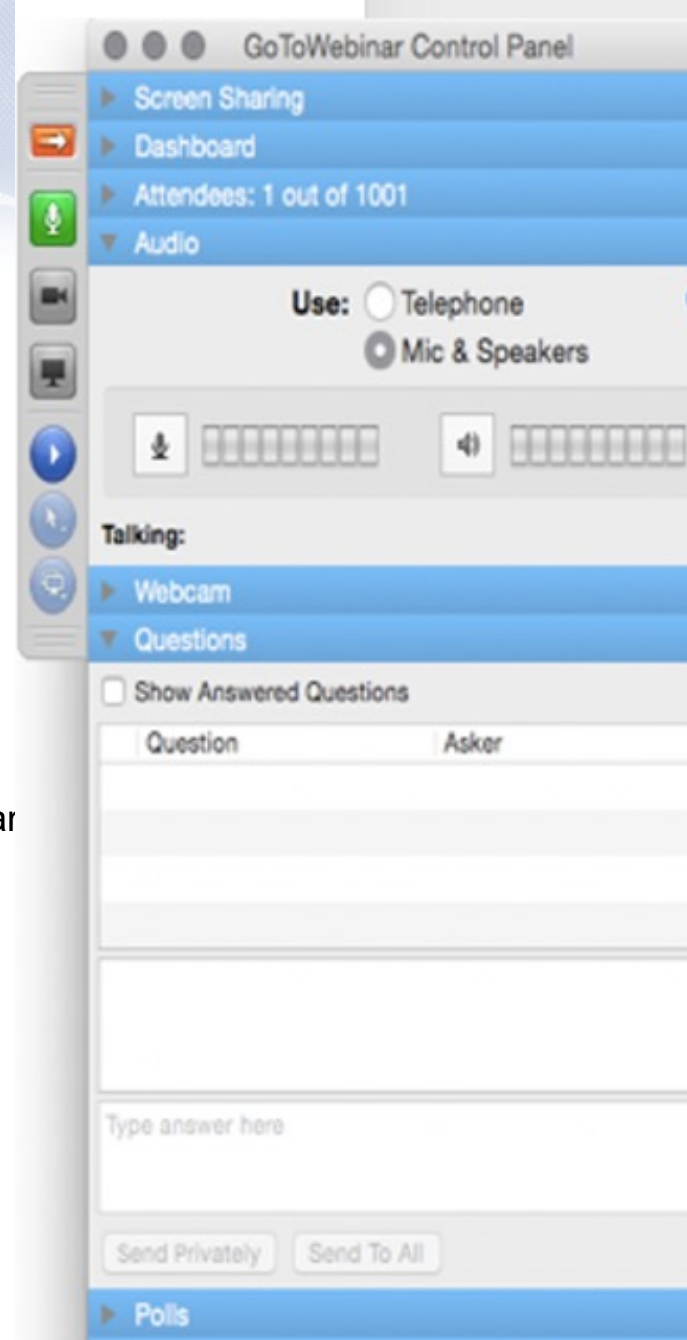 GoToWebinar Control Panel
Screen Sharing
Dashboard
Attendees: 1 out of 1001
Audio
Use: Telephone
Mic & Speakers
Talking:
Webcam
Questions
Show Answered Questions
Question Asker
Type answer here
Send Privately Send To All
Polls